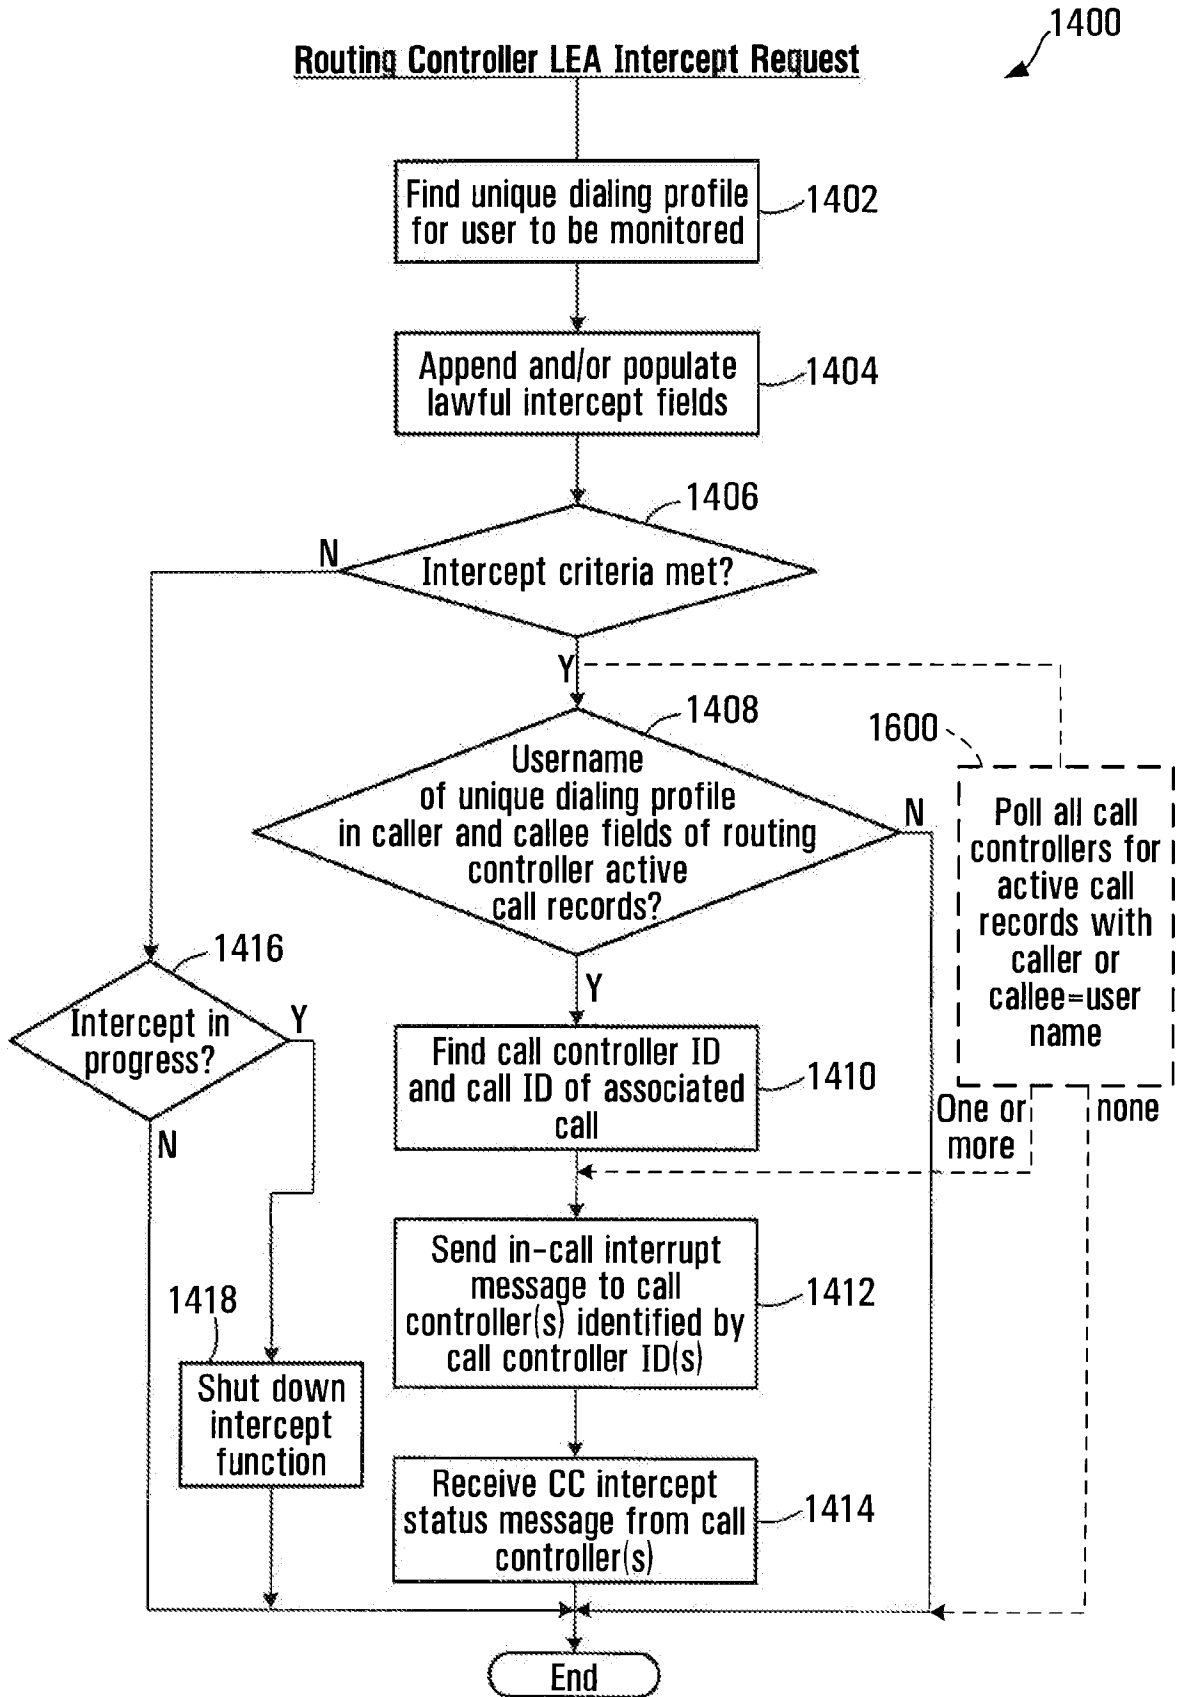 1400
Routing Controller LEA Intercept Request
Find unique dialing profile
for user to be monitored
1402
Append and/or populate
lawful intercept fields
1404
1406
N
Intercept criteria met?
Y
1408
Username
of unique dialing profile
in caller and callee fields of routing
controller active
call records?
N
1600
Poll all call
controllers for
active call
records with
caller or
callee=user
name
One or
more
none
Y
1416
Intercept in
progress?
Y
N
Find call controller ID
and call ID of associated
call
1410
Send in-call interrupt
message to call
controller(s) identified by
call controller ID(s)
1412
1418
Shut down
intercept
function
Receive CC intercept
status message from call
controller(s)
1414
End